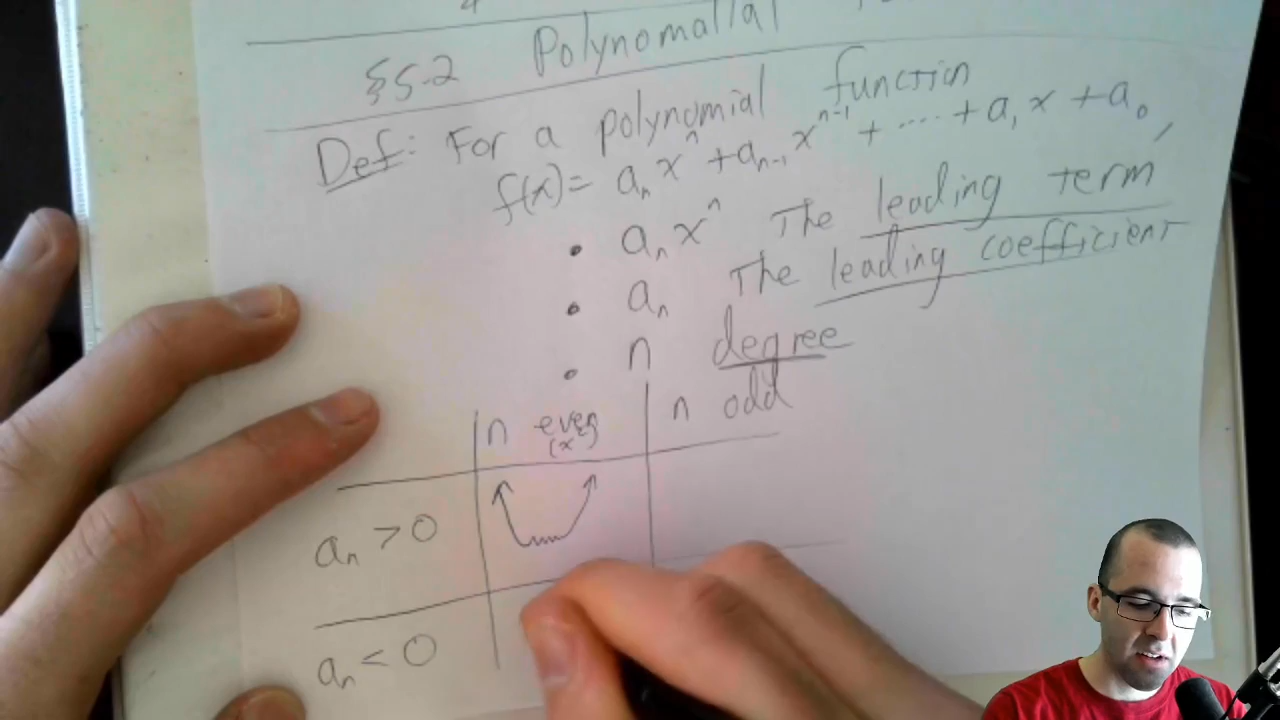 §5.2 Polynomallal
Def: For a polynomial function
f(x)= aₙxⁿ+aₙ₋₁xⁿ⁻¹+....+a₁x+a₀,
• aₙxⁿ The leading term
• aₙ The leading coefficient
• n degree
n even n odd
(x²)
aₙ >0
aₙ <0